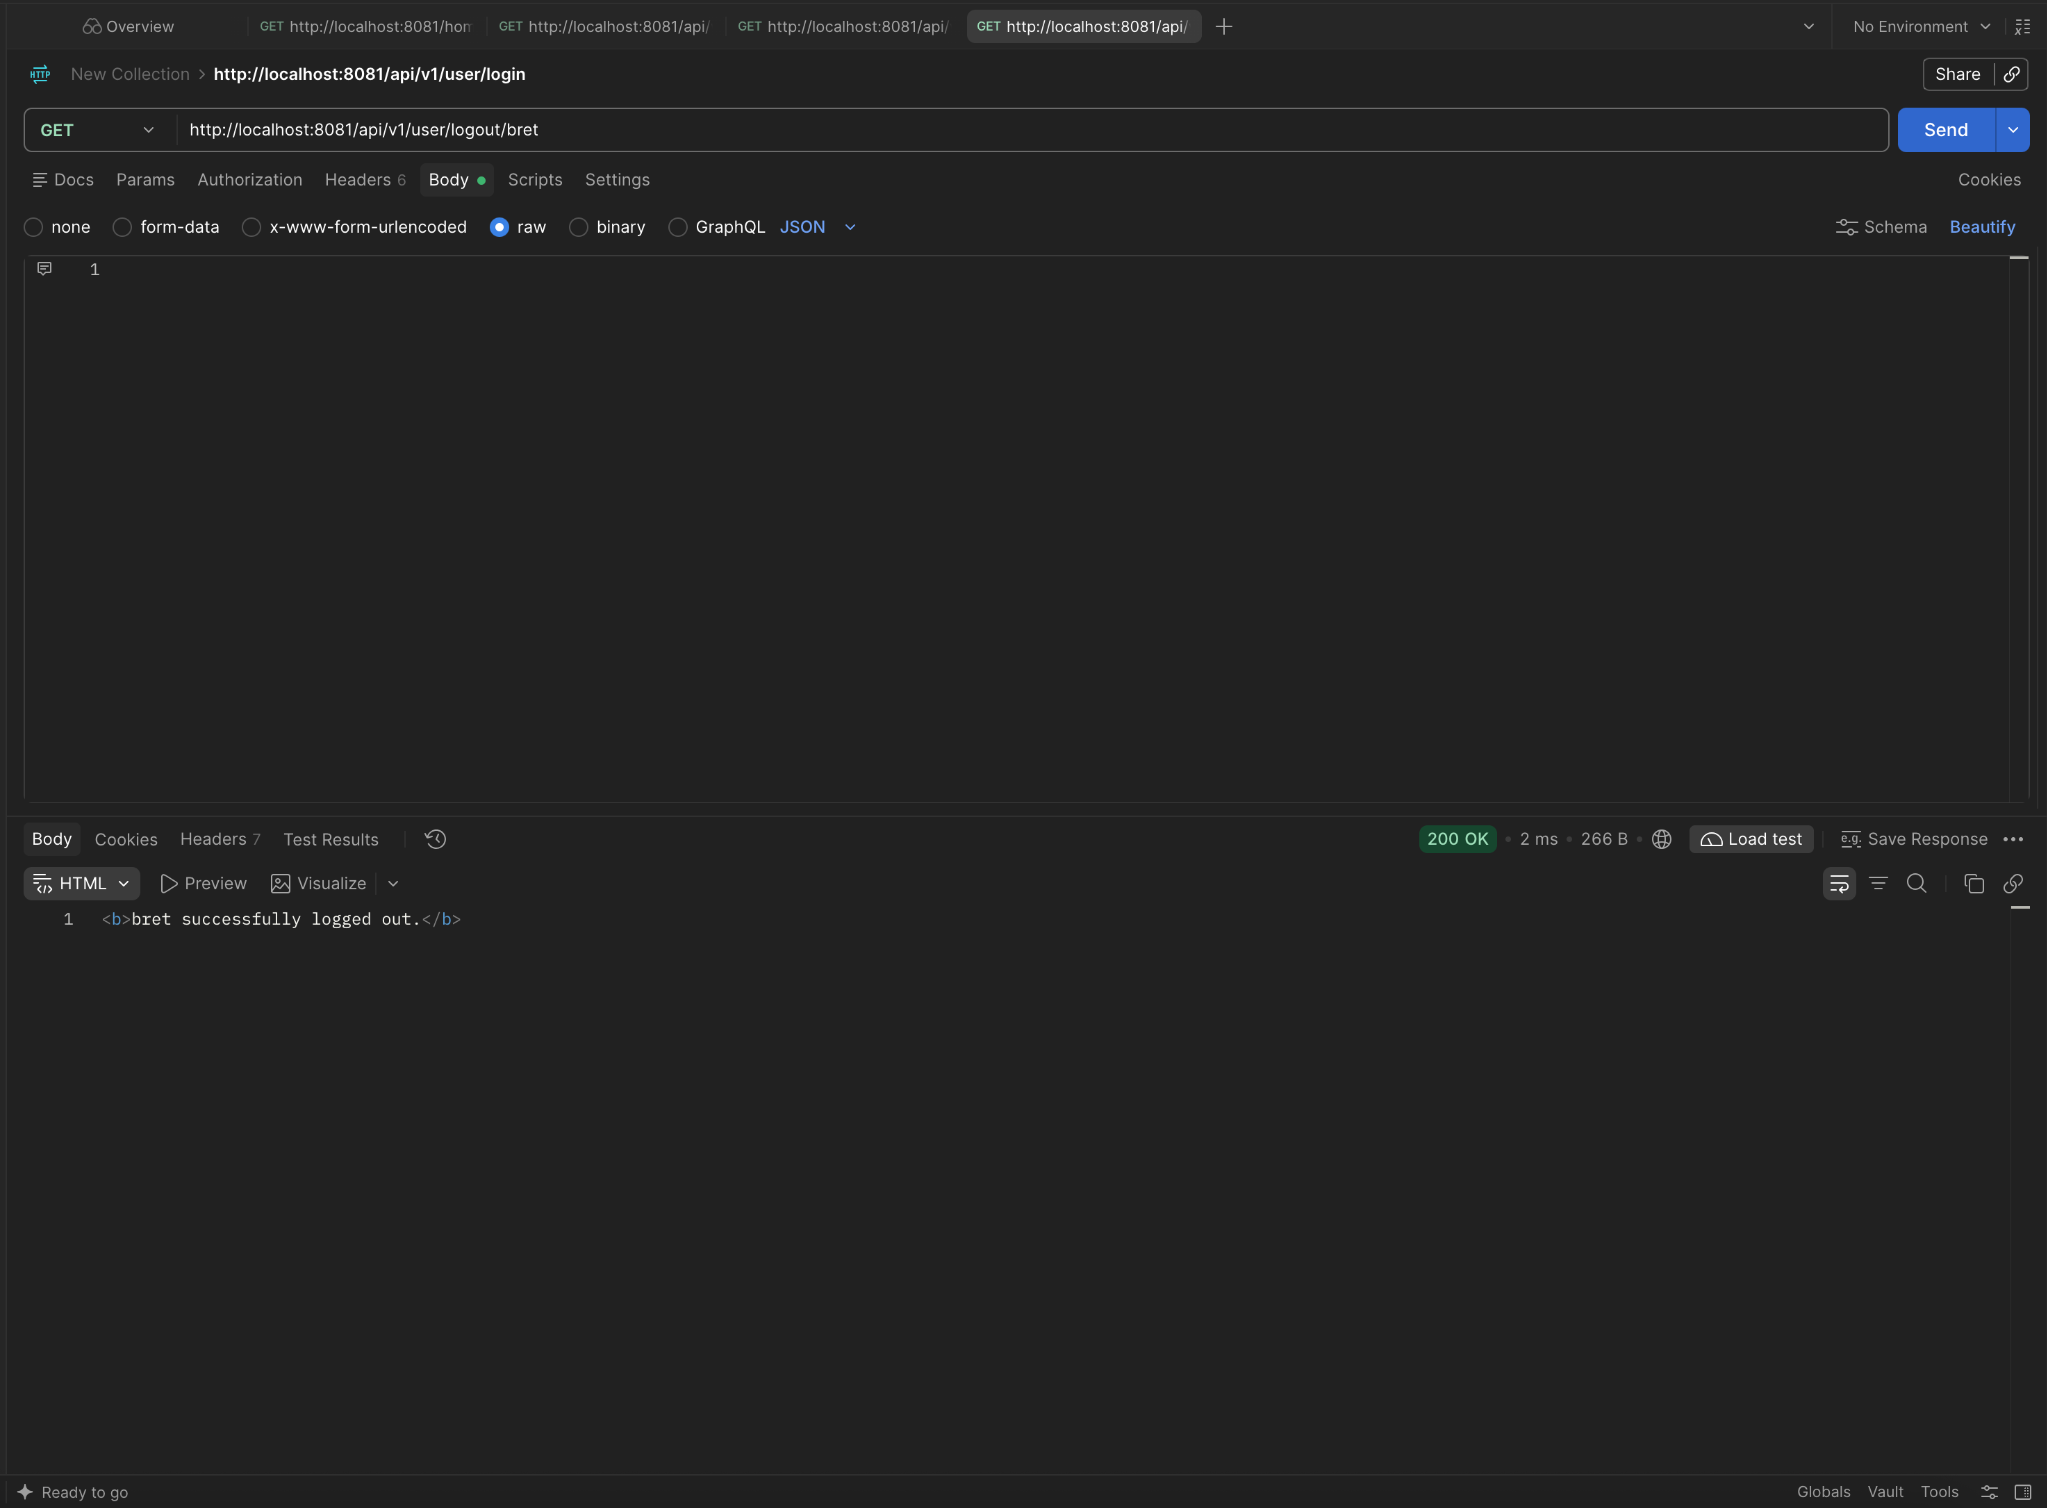 Overview GET http://localhost:8081/hom GET http://localhost:8081/api/ GET http://localhost:8081/api/ GET http://localhost:8081/api/ No Environment
HTTP New Collection > http://localhost:8081/api/v1/user/login Share
GET http://localhost:8081/api/v1/user/logout/bret Send
Docs Params Authorization Headers 6 Body Scripts Settings Cookies
none form-data x-www-form-urlencoded raw binary GraphQL JSON Schema Beautify
1
Body Cookies Headers 7 Test Results 200 OK • 2 ms • 266 B • Load test e.g. Save Response
HTML Preview Visualize
1 <b>bret successfully logged out.</b>
Ready to go Globals Vault Tools